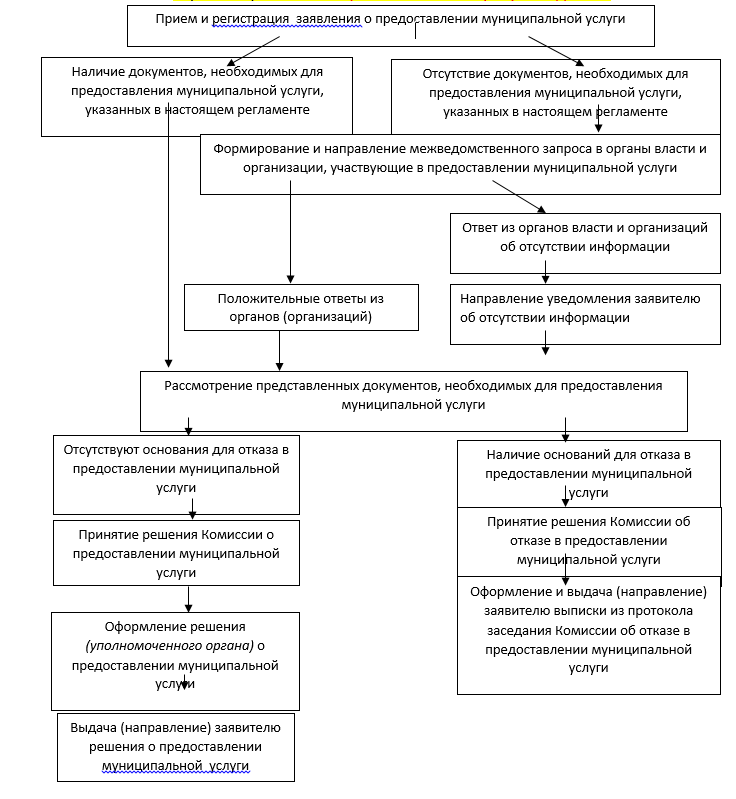 Прием и регистрация заявления о предоставлении муниципальной услуги
Наличие документов, необходимых для
предоставления муниципальной услуги,
указанных в настоящем регламенте
Отсутствие документов, необходимых для
предоставления муниципальной услуги,
указанных в настоящем регламенте
Формирование и направление межведомственного запроса в органы власти и
организации, участвующие в предоставлении муниципальной услуги
Ответ из органов власти и организаций
об отсутствии информации
Положительные ответы из
органов (организаций)
Направление уведомления заявителю
об отсутствии информации
Рассмотрение представленных документов, необходимых для предоставления
муниципальной услуги
Отсутствуют основания для отказа в
предоставлении муниципальной
услуги
Наличие оснований для отказа в
предоставлении муниципальной
услуги
Принятие решения Комиссии о
предоставлении муниципальной
услуги
Принятие решения Комиссии об
отказе в предоставлении
муниципальной услуги
Оформление и выдача (направление)
заявителю выписки из протокола
заседания Комиссии об отказе в
предоставлении муниципальной
услуги
Оформление решения
(уполномоченного органа) о
предоставлении муниципальной
услуги
Выдача (направление) заявителю
решения о предоставлении
муниципальной услуги